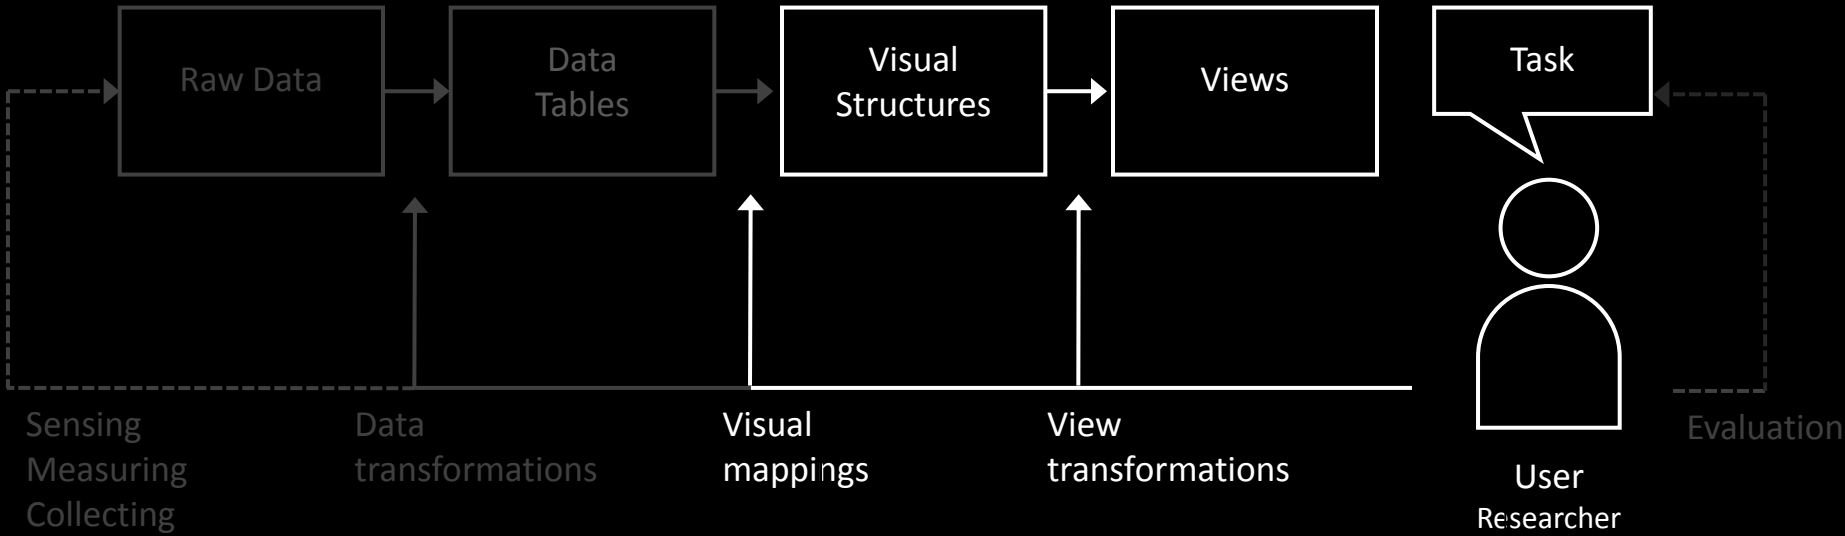 Raw Data
Data
Tables
Visual
Structures
Views
Task
Sensing
Measuring
Collecting
Data
transformations
Visual
mappings
View
transformations
User
Researcher
Evaluation